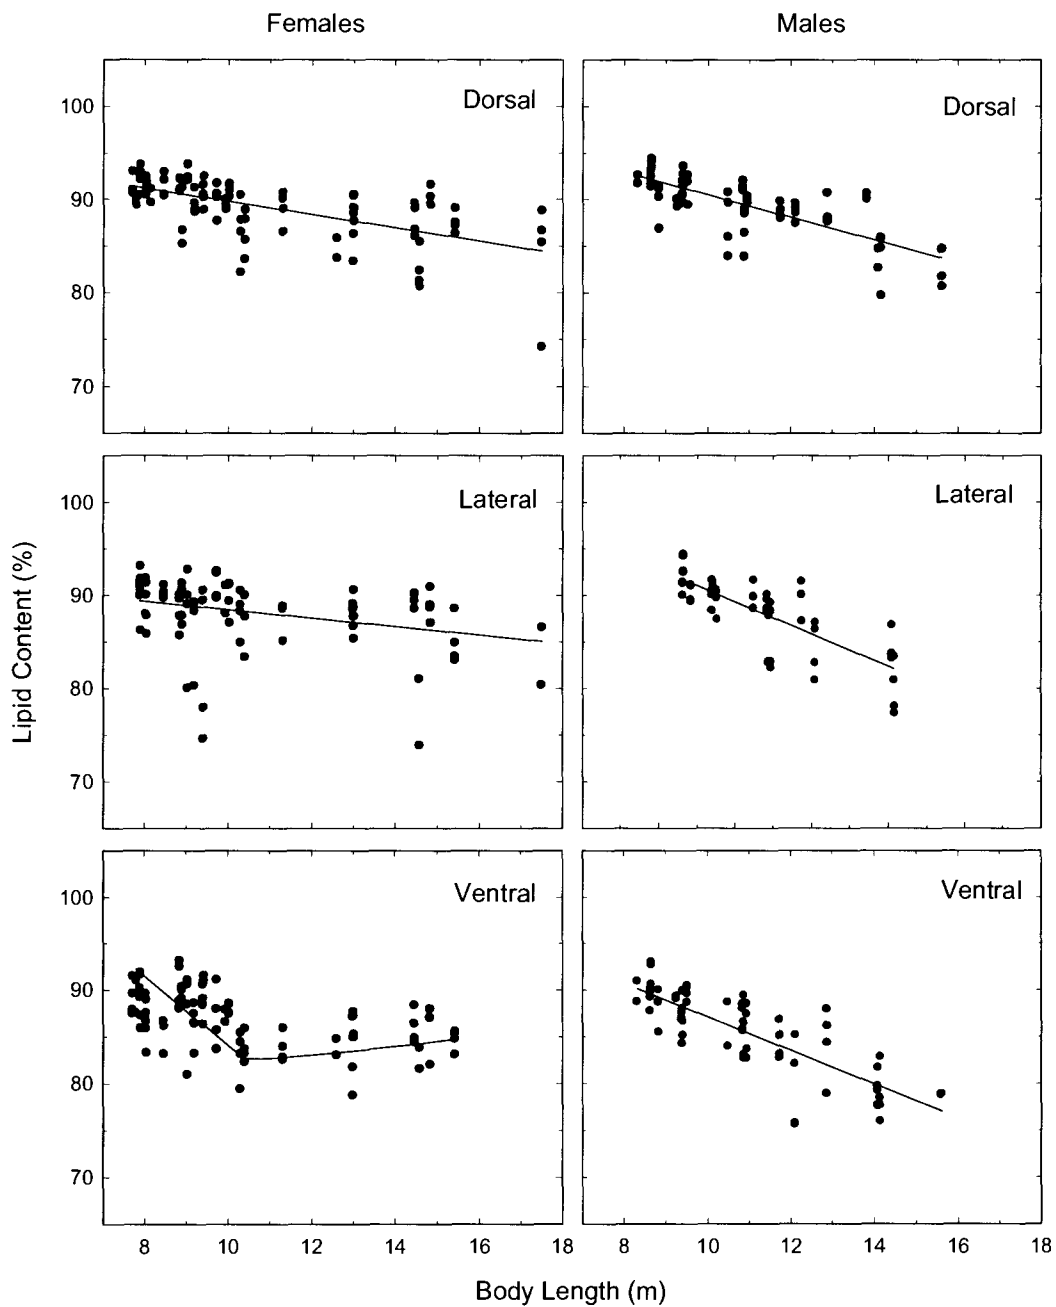 Females Males
Dorsal Dorsal
100
90
80
70
Lateral Lateral
100
90
80
70
Lipid Content (%)
Ventral Ventral
100
90
80
70
8 10 12 14 16 18 8 10 12 14 16 18
Body Length (m)